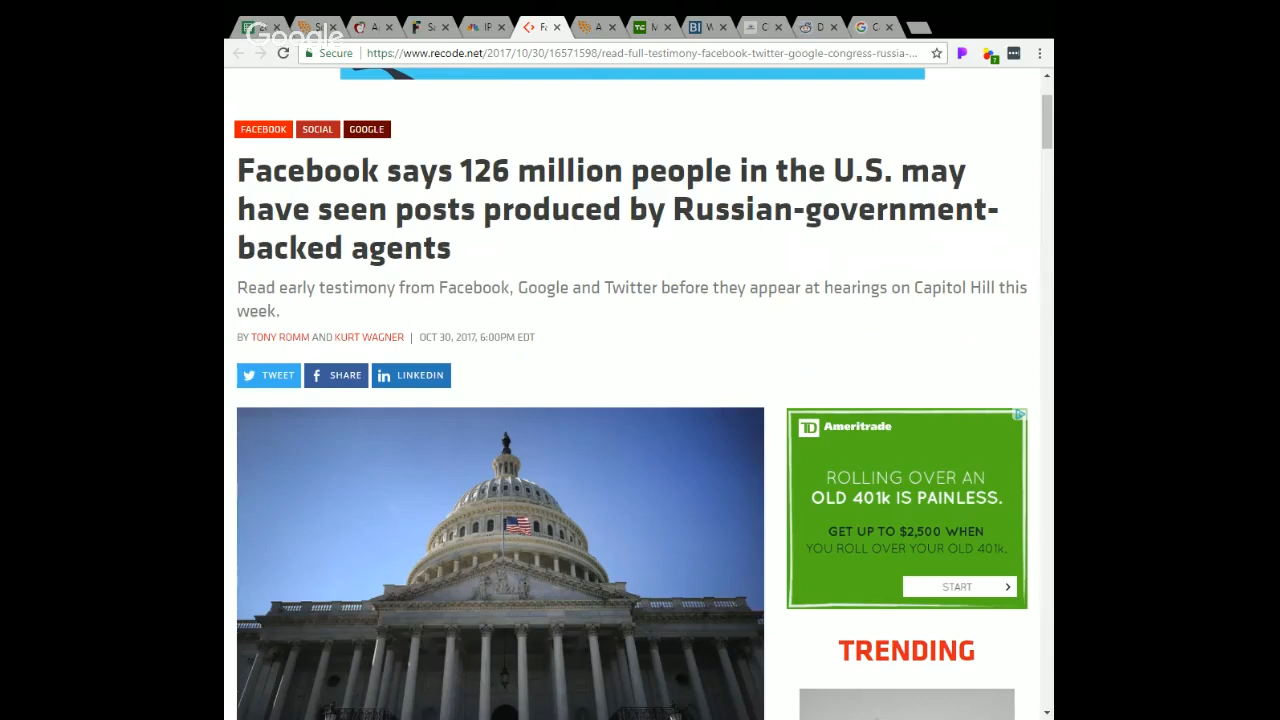 Google
Secure
https://www.recode.net/2017/10/30/16571598/read-full-testimony-facebook-twitter-google-congress-russia-...
FACEBOOK
SOCIAL
GOOGLE
Facebook says 126 million people in the U.S. may
have seen posts produced by Russian-government-
backed agents
Read early testimony from Facebook, Google and Twitter before they appear at hearings on Capitol Hill this
week.
BY TONY ROMM AND KURT WAGNER | OCT 30, 2017, 6:00PM EDT
TWEET
SHARE
LINKEDIN
TD Ameritrade
ROLLING OVER AN
OLD 401k IS PAINLESS.
GET UP TO $2,500 WHEN
YOU ROLL OVER YOUR OLD 401k.
START
TRENDING